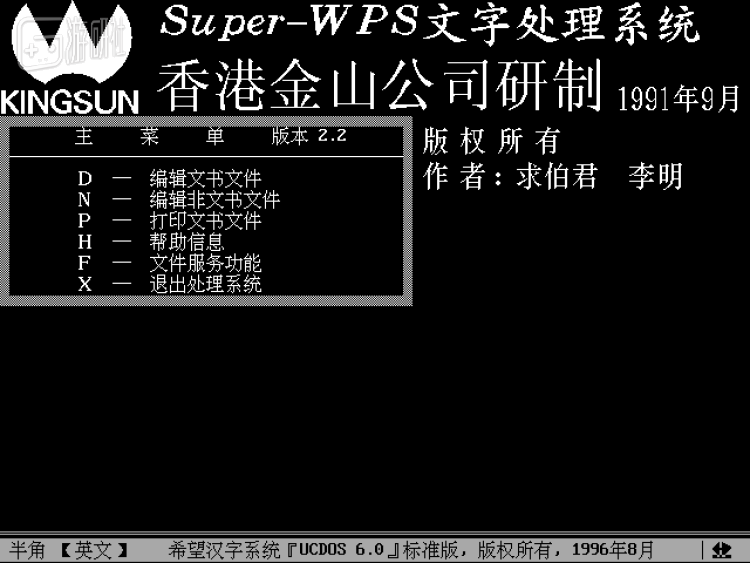 Super-WPS文字处理系统
KINGSUN
香港金山公司研制 1991年9月
主 菜 单 版本 2.2
版 权 所 有
作 者：求伯君 李明
D — 编辑文书文件
N — 编辑非文书文件
P — 打印文书文件
H — 帮助信息
F — 文件服务功能
X — 退出处理系统
半角 【英文】 希望汉字系统『UCDOS 6.0』标准版，版权所有，1996年8月